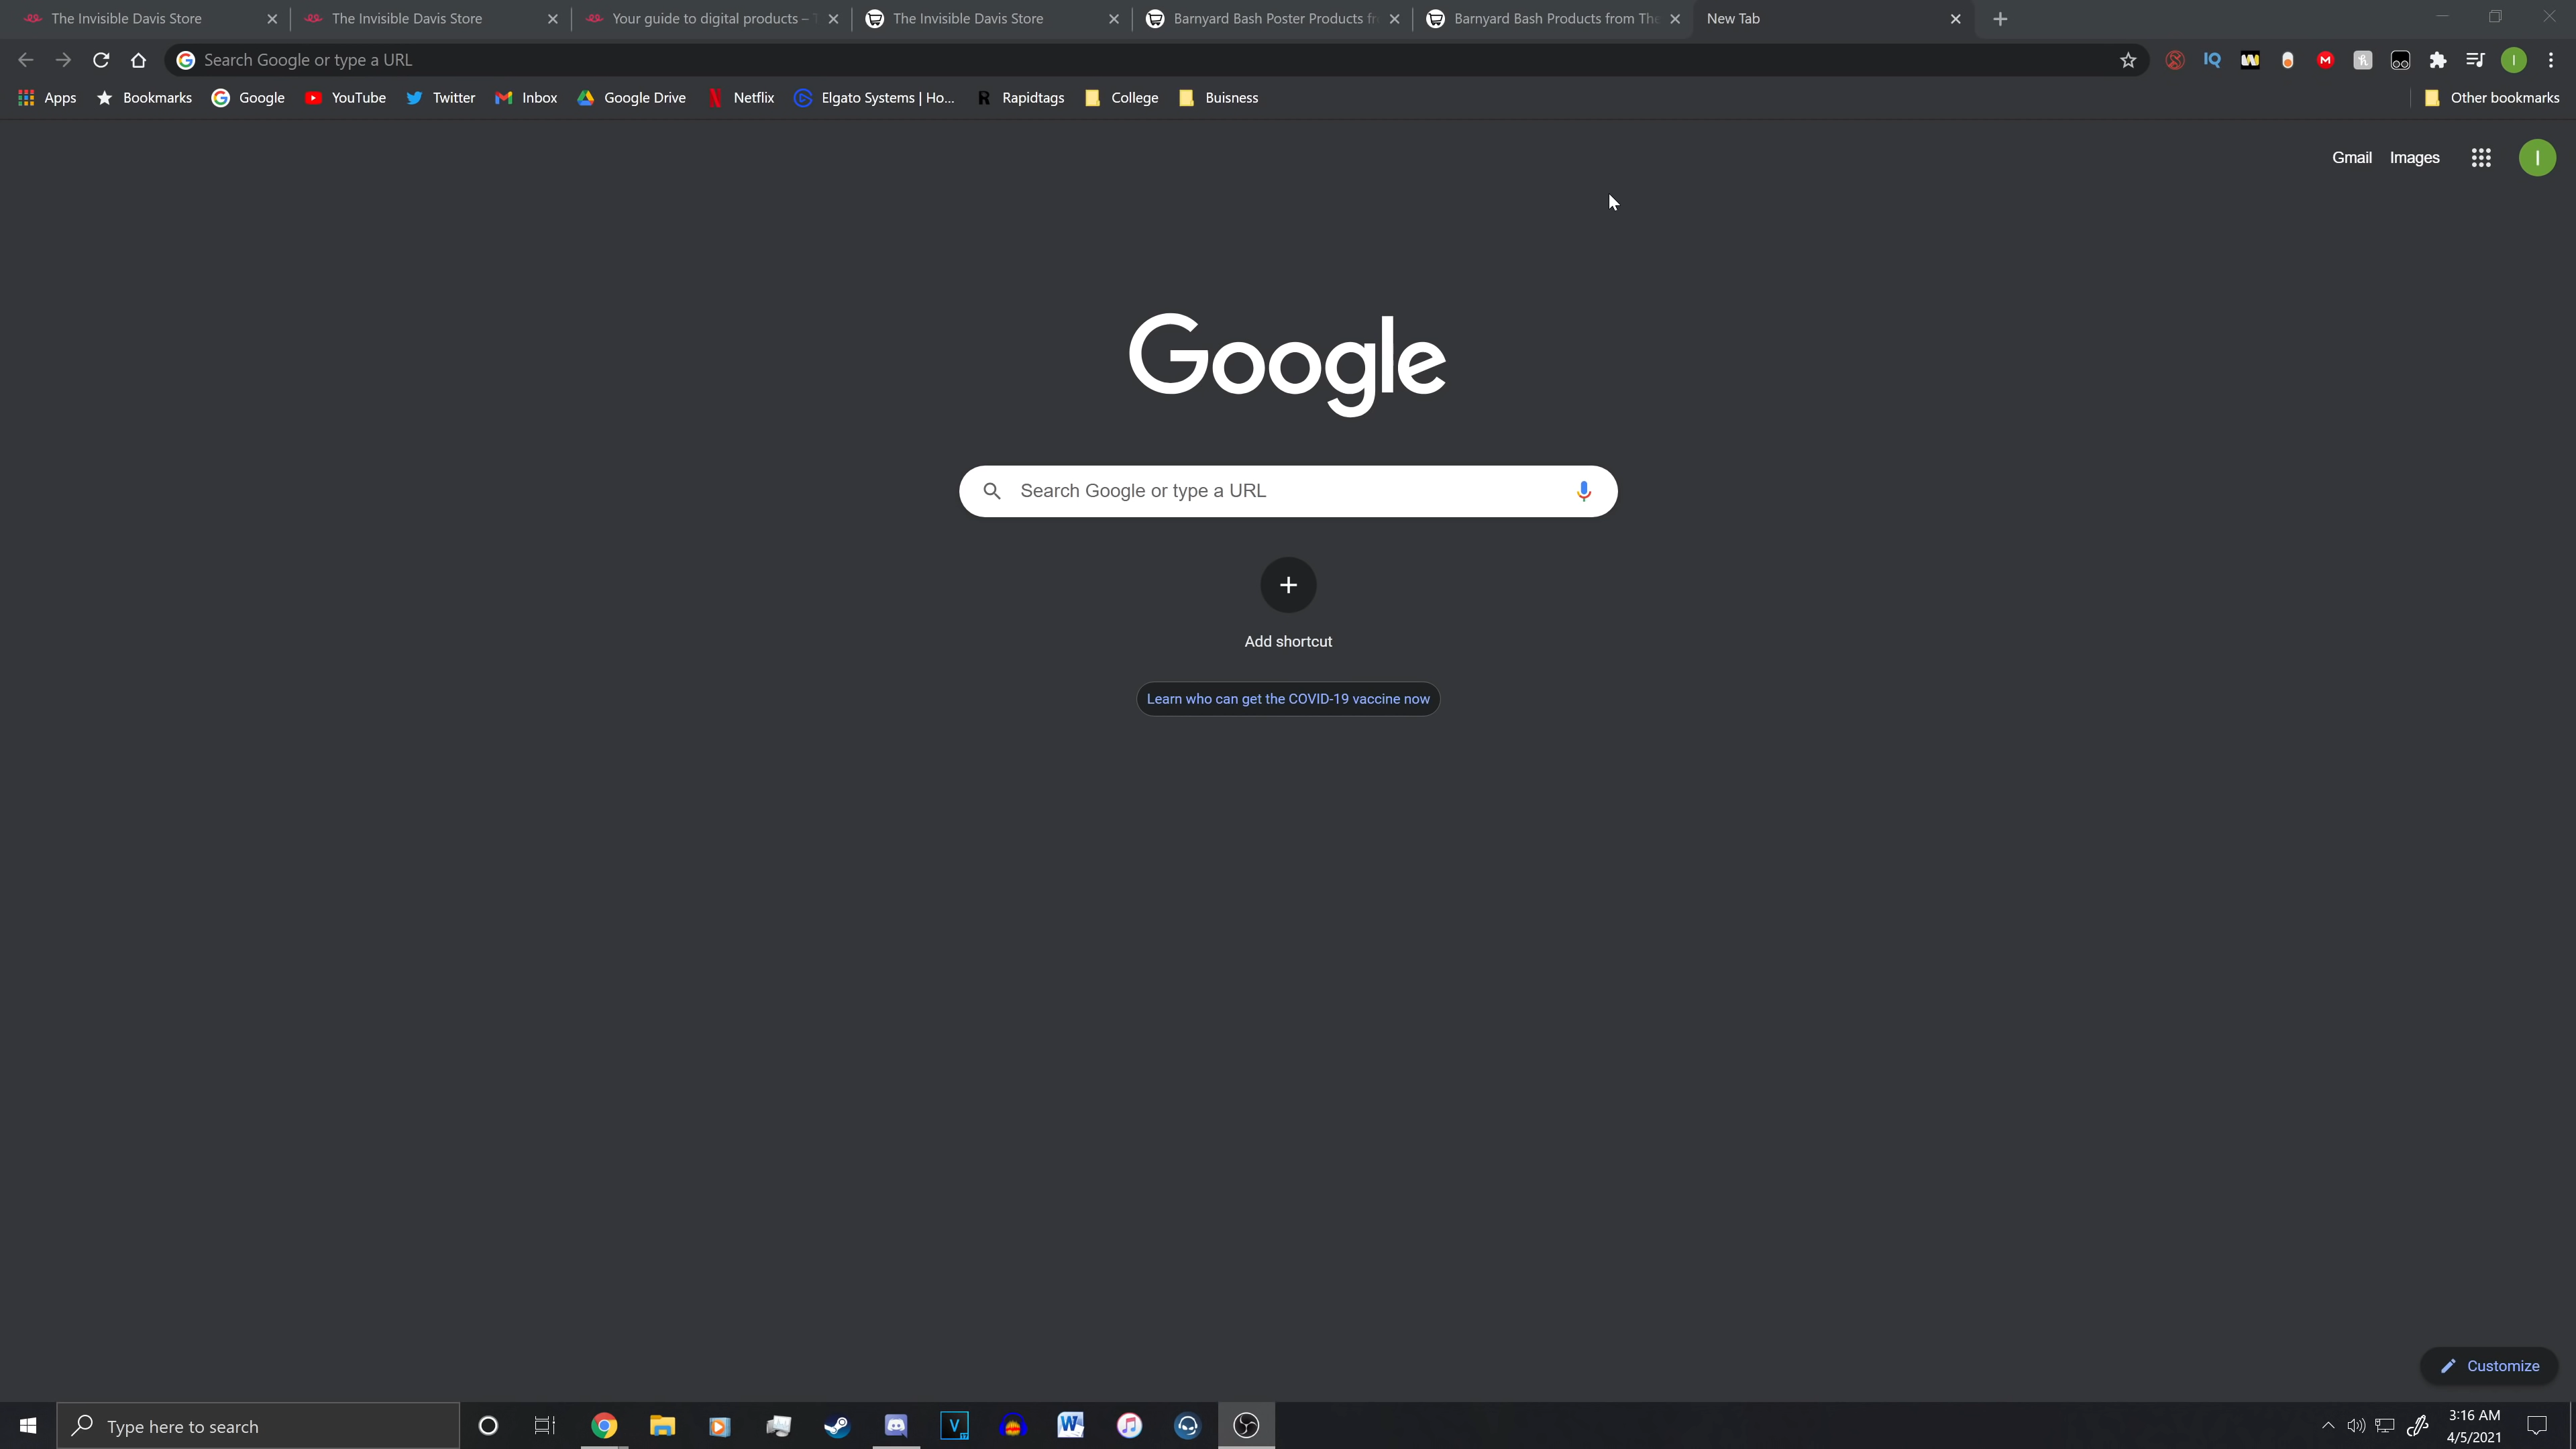 The Invisible Davis Store
The Invisible Davis Store
Your guide to digital products –
The Invisible Davis Store
Barnyard Bash Poster Products
Barnyard Bash Products from
New Tab
Search Google or type a URL
Apps
Bookmarks
Google
YouTube
Twitter
Inbox
Google Drive
Netflix
Elgato Systems | Ho...
Rapidtags
College
Buisness
Other bookmarks
Gmail
Images
I
Google
Search Google or type a URL
Add shortcut
Learn who can get the COVID-19 vaccine now
Customize
Type here to search
3:16 AM
4/5/2021